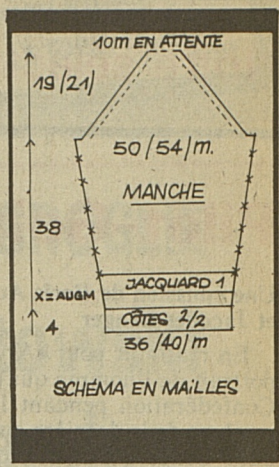 10m EN ATTENTE
19/21/
50/54/m.
MANCHE
38
JACQUARD 1
X=AUGM
CÔTES 2/2
4
36/40/m
SCHÉMA EN MAILLES